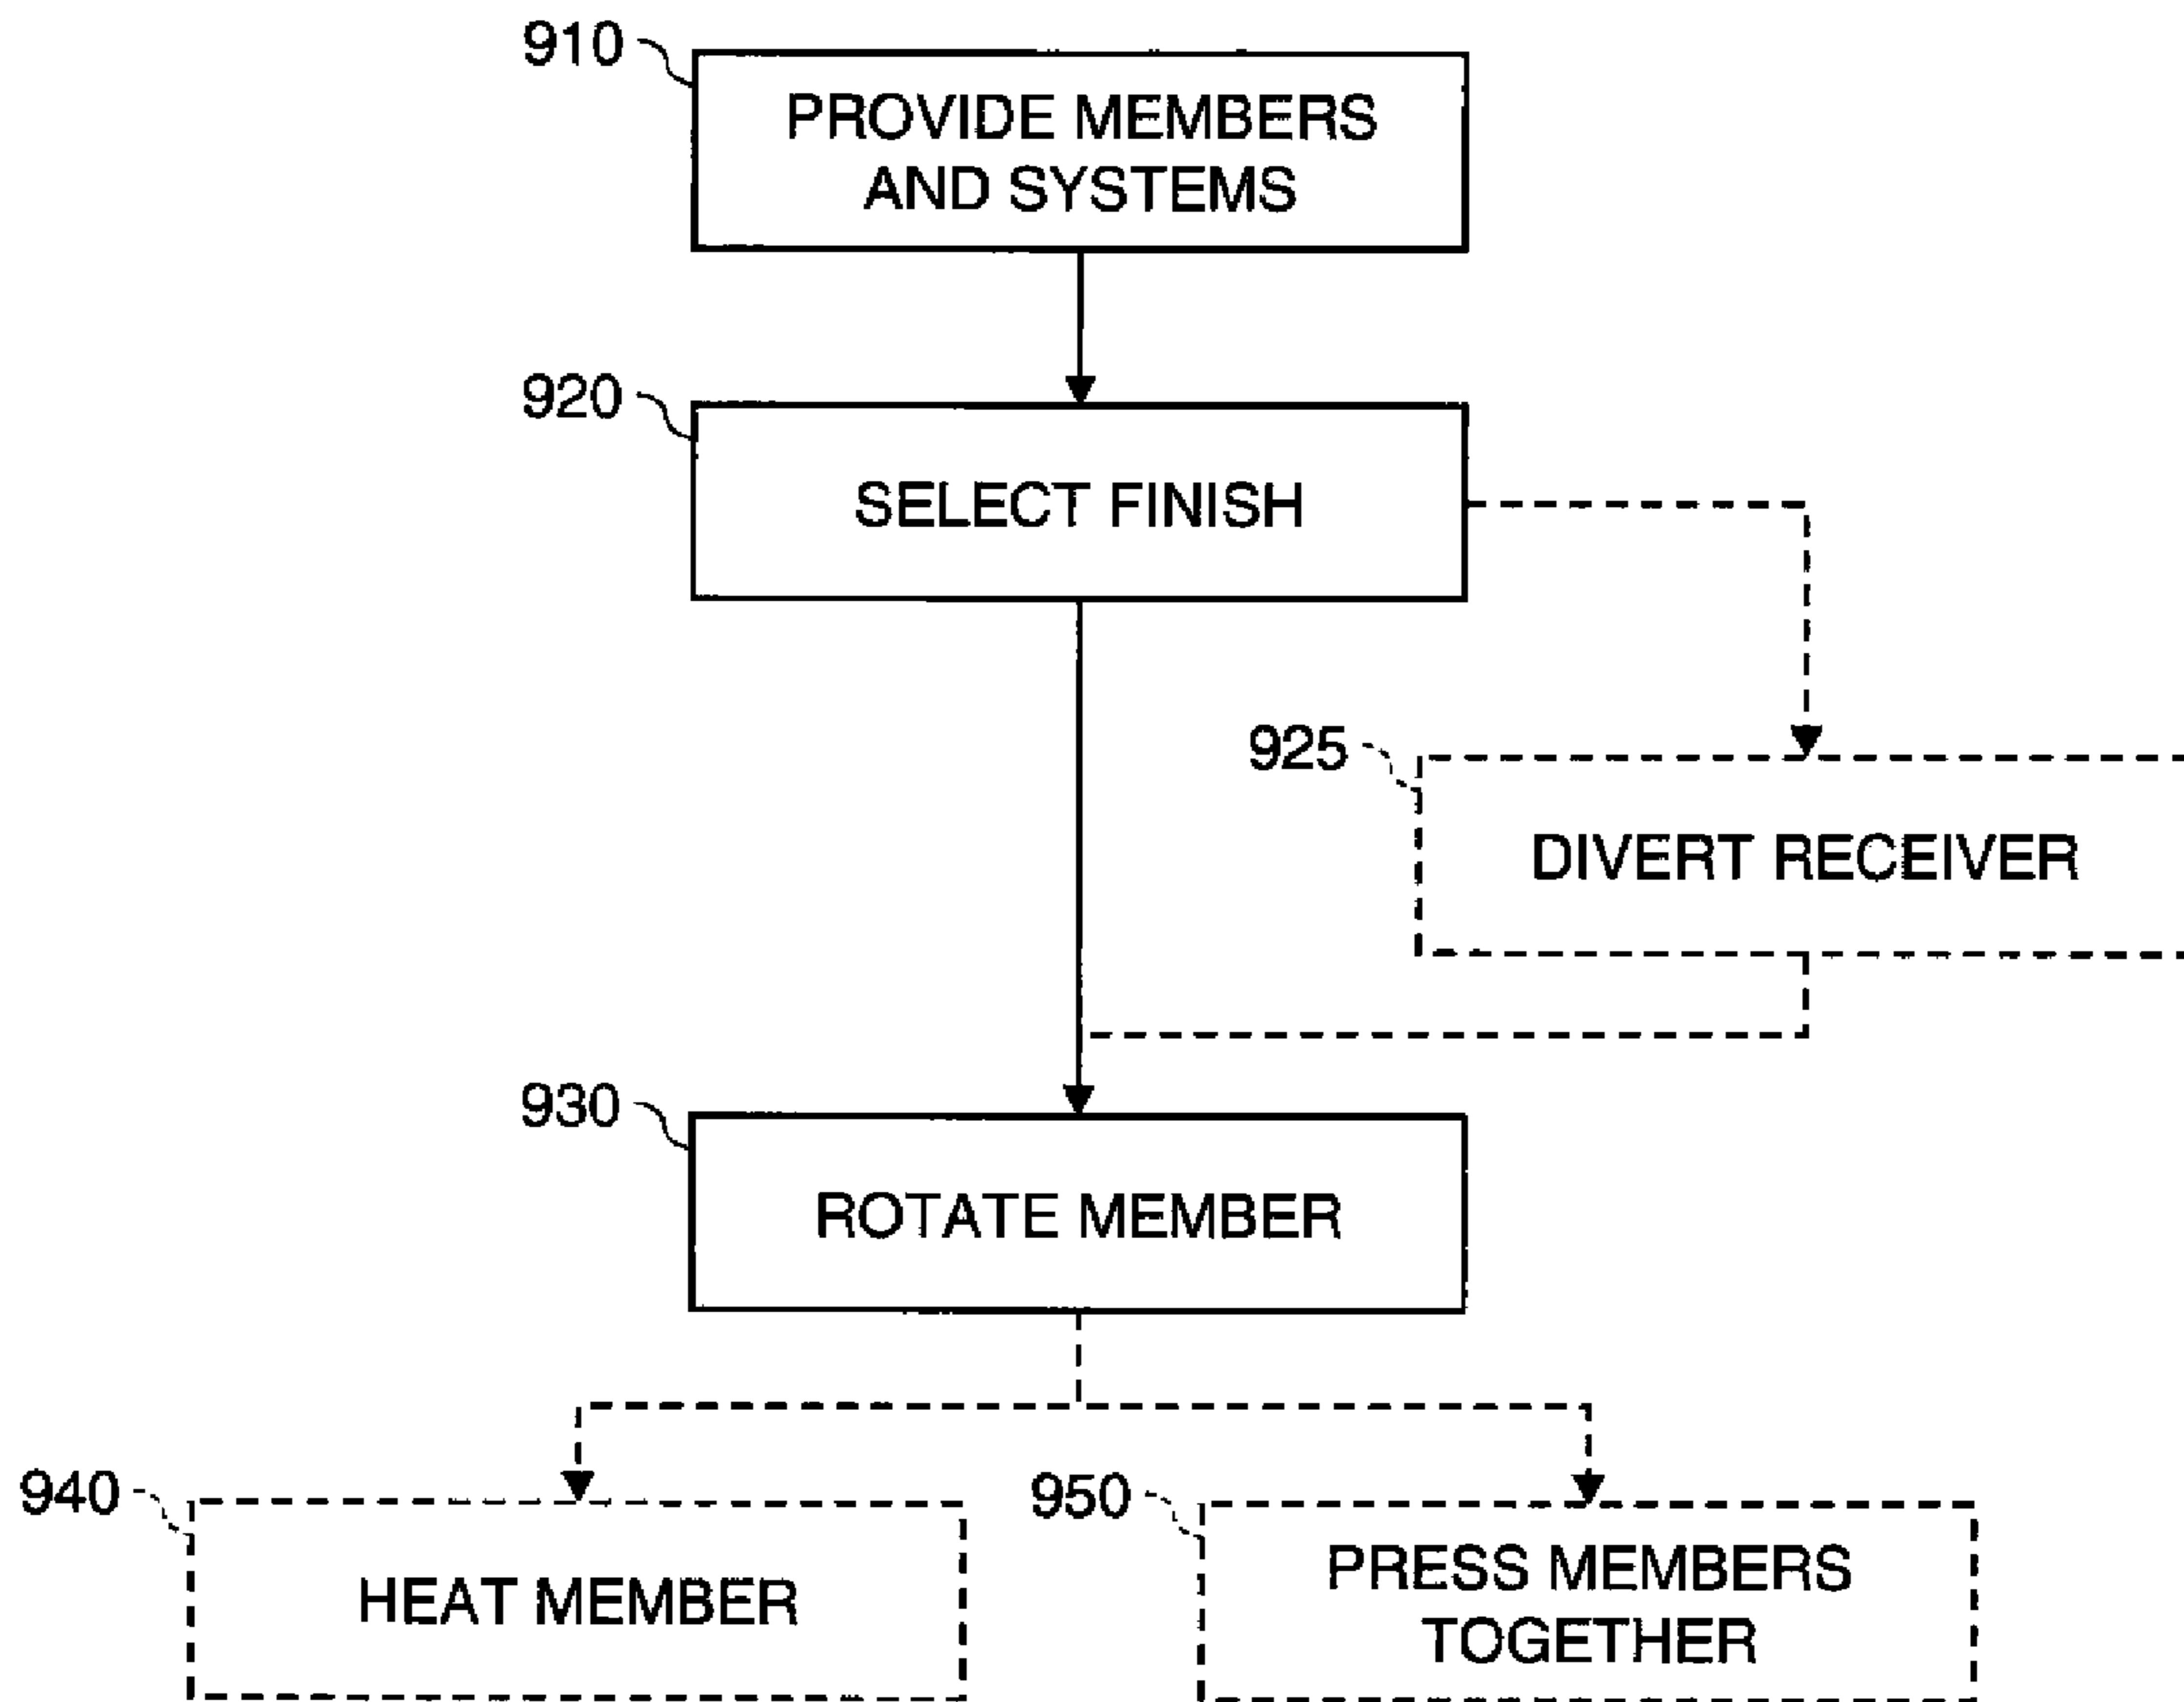 910
PROVIDE MEMBERS
AND SYSTEMS
920
SELECT FINISH
925
DIVERT RECEIVER
930
ROTATE MEMBER
940
HEAT MEMBER
950
PRESS MEMBERS
TOGETHER